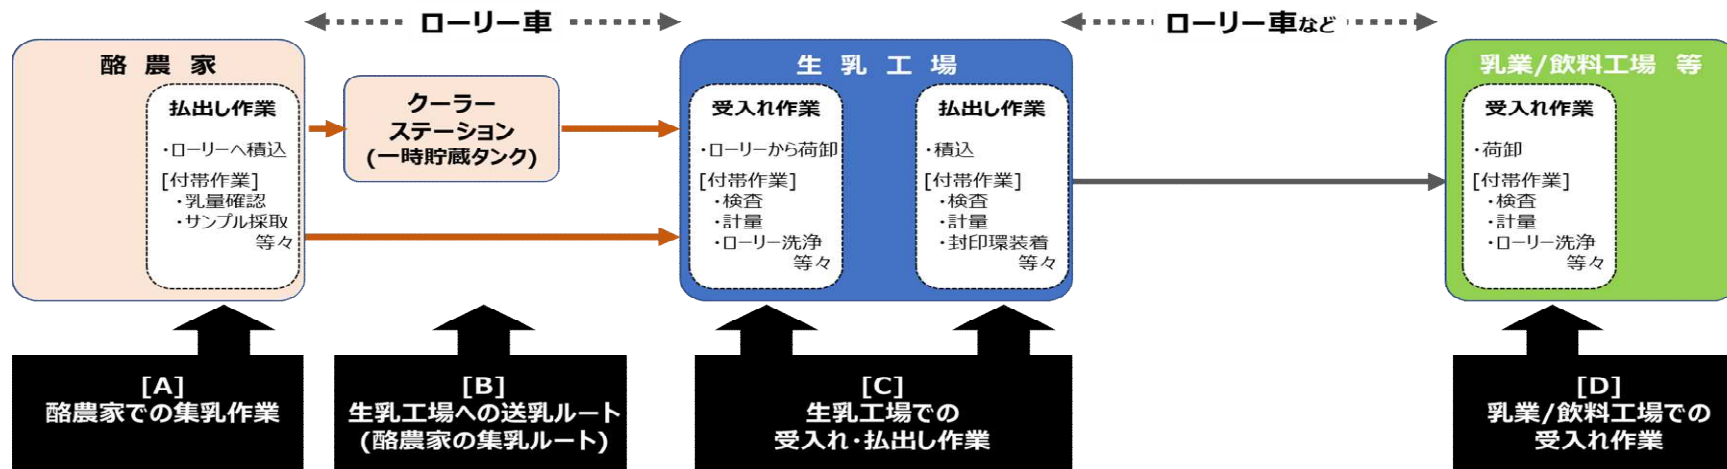 ローリー車
ローリー車など
酪農家
払出し作業
・ローリーへ積込
[付帯作業]
・乳量確認
・サンプル採取
等々
クーラー
ステーション
(一時貯蔵タンク)
生乳工場
受入れ作業
・ローリーから荷卸
[付帯作業]
・検査
・計量
・ローリー洗浄
等々
払出し作業
・積込
[付帯作業]
・検査
・計量
・封印環装着
等々
乳業/飲料工場 等
受入れ作業
・荷卸
[付帯作業]
・検査
・計量
・ローリー洗浄
等々
[A]
酪農家での集乳作業
[B]
生乳工場への送乳ルート
(酪農家の集乳ルート)
[C]
生乳工場での
受入れ・払出し作業
[D]
乳業/飲料工場での
受入れ作業